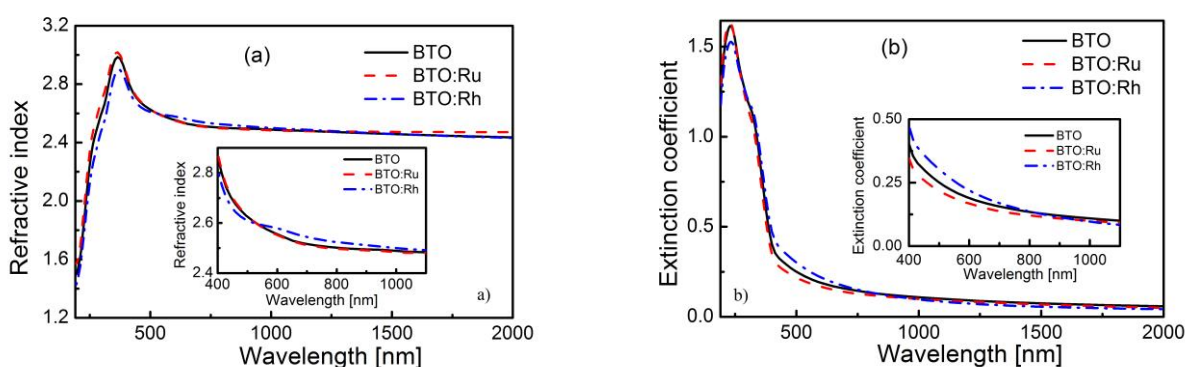 (a)
BTO
BTO:Ru
BTO:Rh
Refractive index
3.2
2.8
2.4
2.0
1.6
1.2
500
1000
1500
2000
Wavelength [nm]
a)
BTO
BTO:Ru
BTO:Rh
Refractive index
2.8
2.6
2.4
400
600
800
1000
Wavelength [nm]
(b)
BTO
BTO:Ru
BTO:Rh
Extinction coefficient
1.5
1.0
0.5
0.0
500
1000
1500
2000
Wavelength [nm]
b)
BTO
BTO:Ru
BTO:Rh
Extinction coefficient
0.50
0.25
0.00
400
600
800
1000
Wavelength [nm]